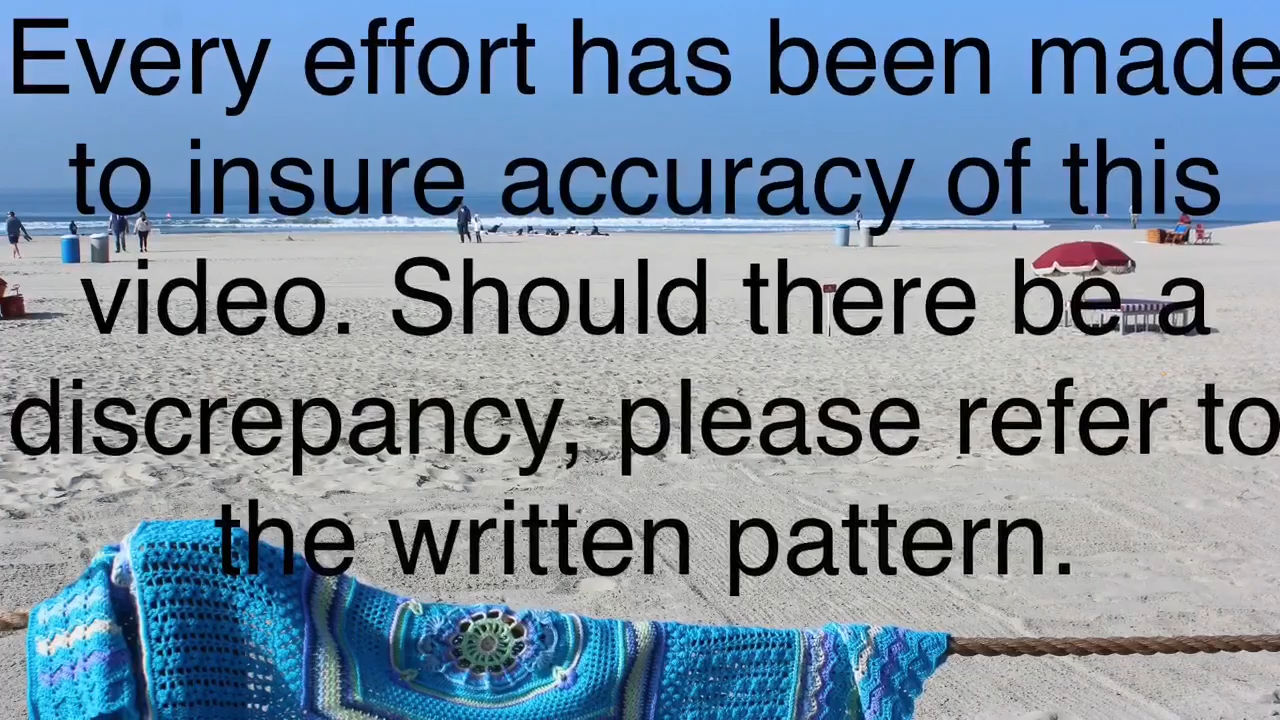 Every effort has been made
to insure accuracy of this
video. Should there be a
discrepancy, please refer to
the written pattern.